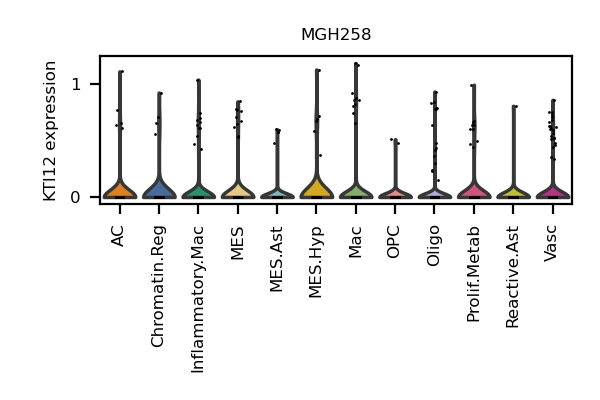 MGH258
KTI12 expression
1
0
AC
Chromatin.Reg
Inflammatory.Mac
MES
MES.Ast
MES.Hyp
Mac
OPC
Oligo
Prolif.Metab
Reactive.Ast
Vasc